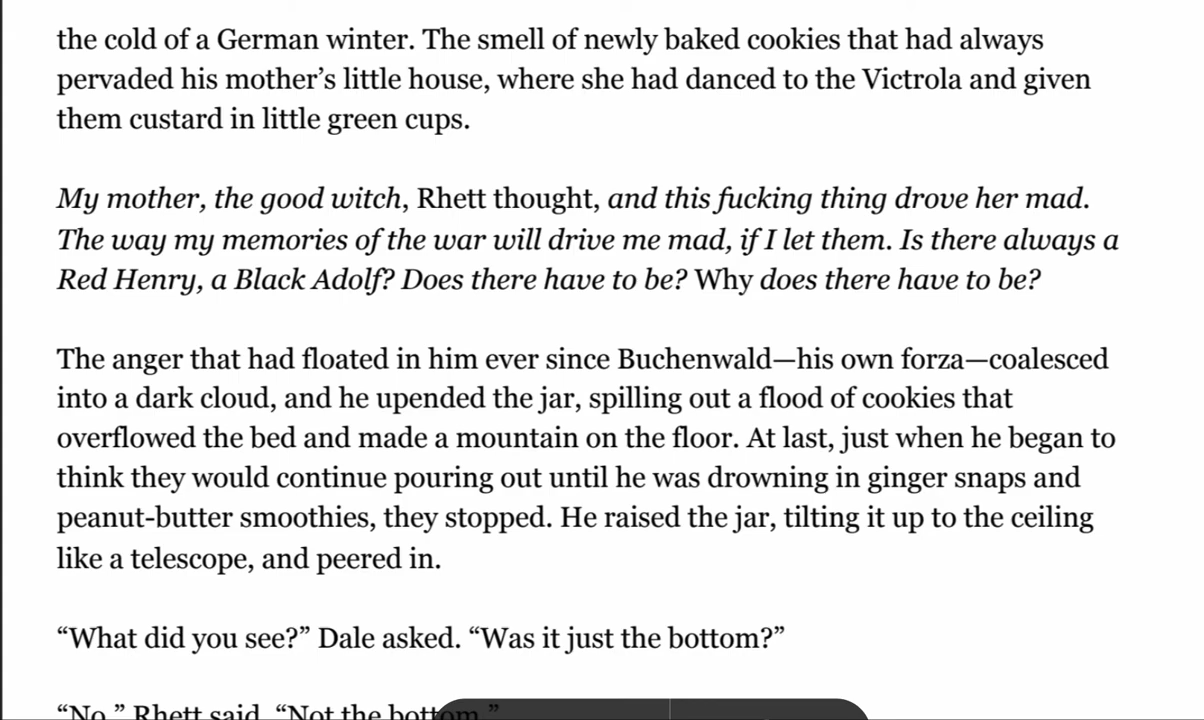 the cold of a German winter. The smell of newly baked cookies that had always
pervaded his mother’s little house, where she had danced to the Victrola and given
them custard in little green cups.
My mother, the good witch, Rhett thought, and this fucking thing drove her mad.
The way my memories of the war will drive me mad, if I let them. Is there always a
Red Henry, a Black Adolf? Does there have to be? Why does there have to be?
The anger that had floated in him ever since Buchenwald—his own forza—coalesced
into a dark cloud, and he upended the jar, spilling out a flood of cookies that
overflowed the bed and made a mountain on the floor. At last, just when he began to
think they would continue pouring out until he was drowning in ginger snaps and
peanut-butter smoothies, they stopped. He raised the jar, tilting it up to the ceiling
like a telescope, and peered in.
“What did you see?” Dale asked. “Was it just the bottom?”
“No,” Rhett said. “Not the bottom.”